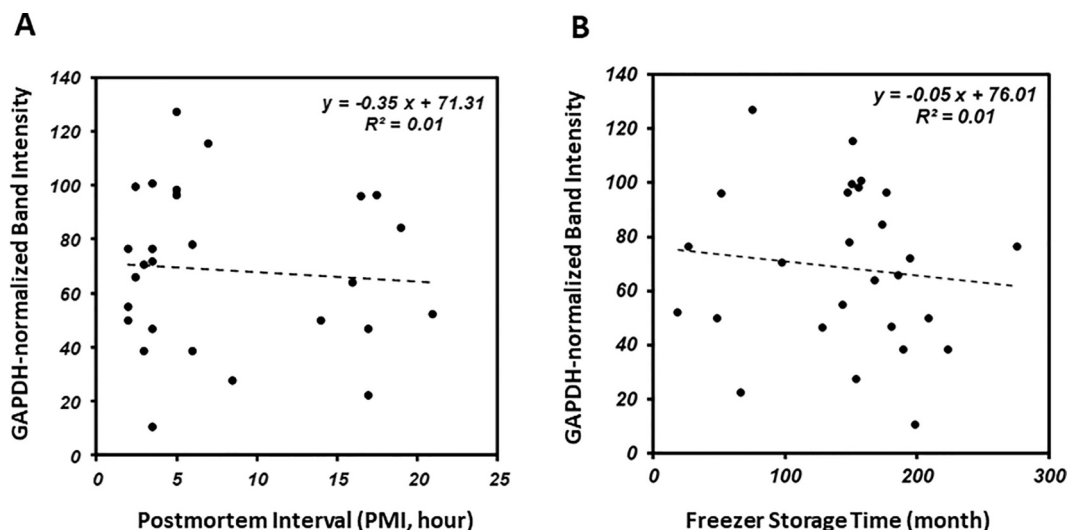 A
GAPDH-normalized Band Intensity
140
120
100
80
60
40
20
0
y = -0.35 x + 71.31
R² = 0.01
0 5 10 15 20 25
Postmortem Interval (PMI, hour)
B
GAPDH-normalized Band Intensity
140
120
100
80
60
40
20
0
y = -0.05 x + 76.01
R² = 0.01
0 100 200 300
Freezer Storage Time (month)